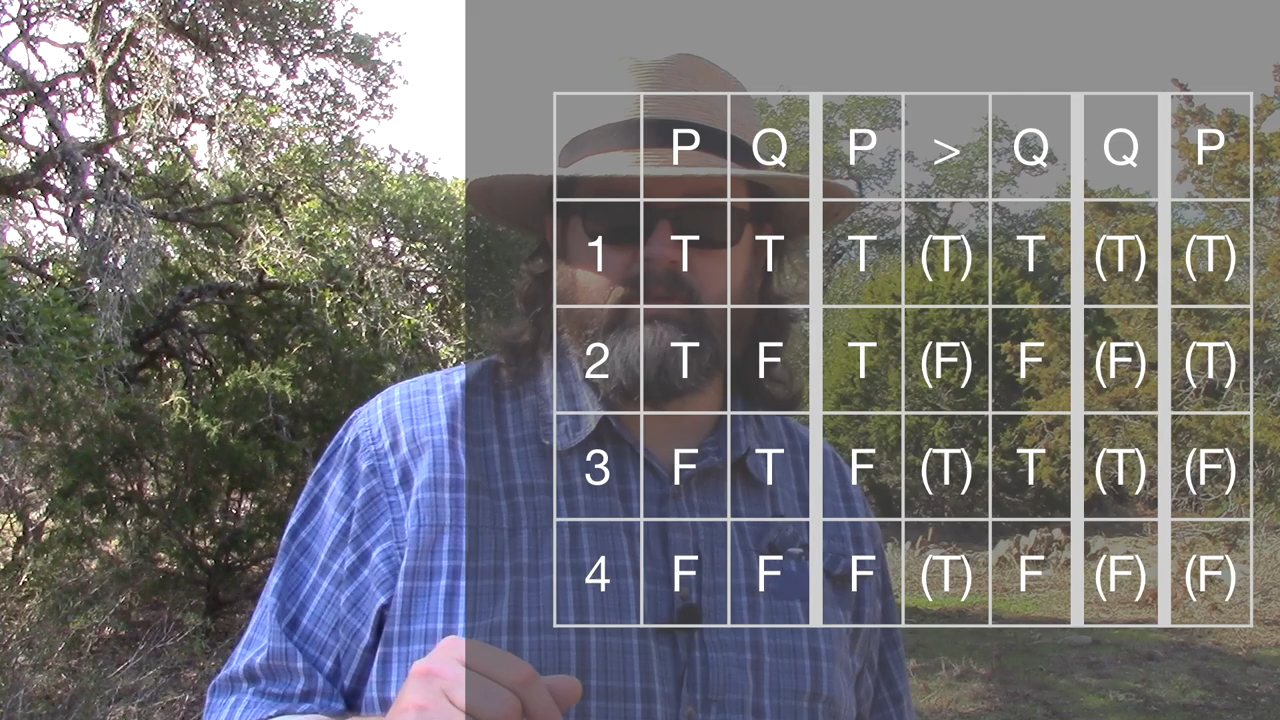 P Q P > Q Q P
1 T T T (T) T (T) (T)
2 T F T (F) F (F) (T)
3 F T F (T) T (T) (F)
4 F F F (T) F (F) (F)